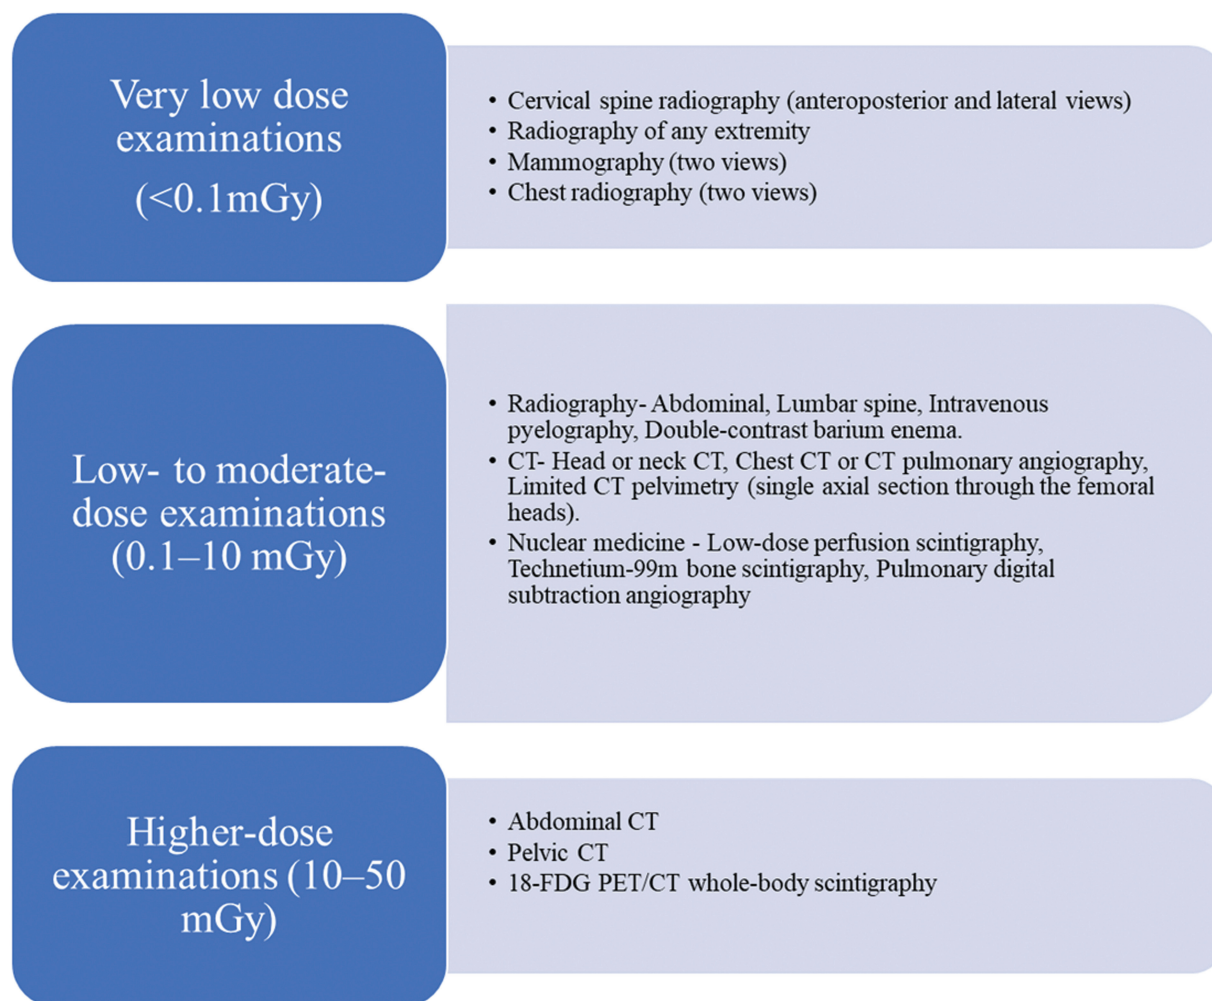 Very low dose
examinations
(<0.1mGy)
• Cervical spine radiography (anteroposterior and lateral views)
• Radiography of any extremity
• Mammography (two views)
• Chest radiography (two views)
Low- to moderate-
dose examinations
(0.1–10 mGy)
• Radiography- Abdominal, Lumbar spine, Intravenous
pyelography, Double-contrast barium enema.
• CT- Head or neck CT, Chest CT or CT pulmonary angiography,
Limited CT pelvimetry (single axial section through the femoral
heads).
• Nuclear medicine - Low-dose perfusion scintigraphy,
Technetium-99m bone scintigraphy, Pulmonary digital
subtraction angiography
Higher-dose
examinations (10–50
mGy)
• Abdominal CT
• Pelvic CT
• 18-FDG PET/CT whole-body scintigraphy